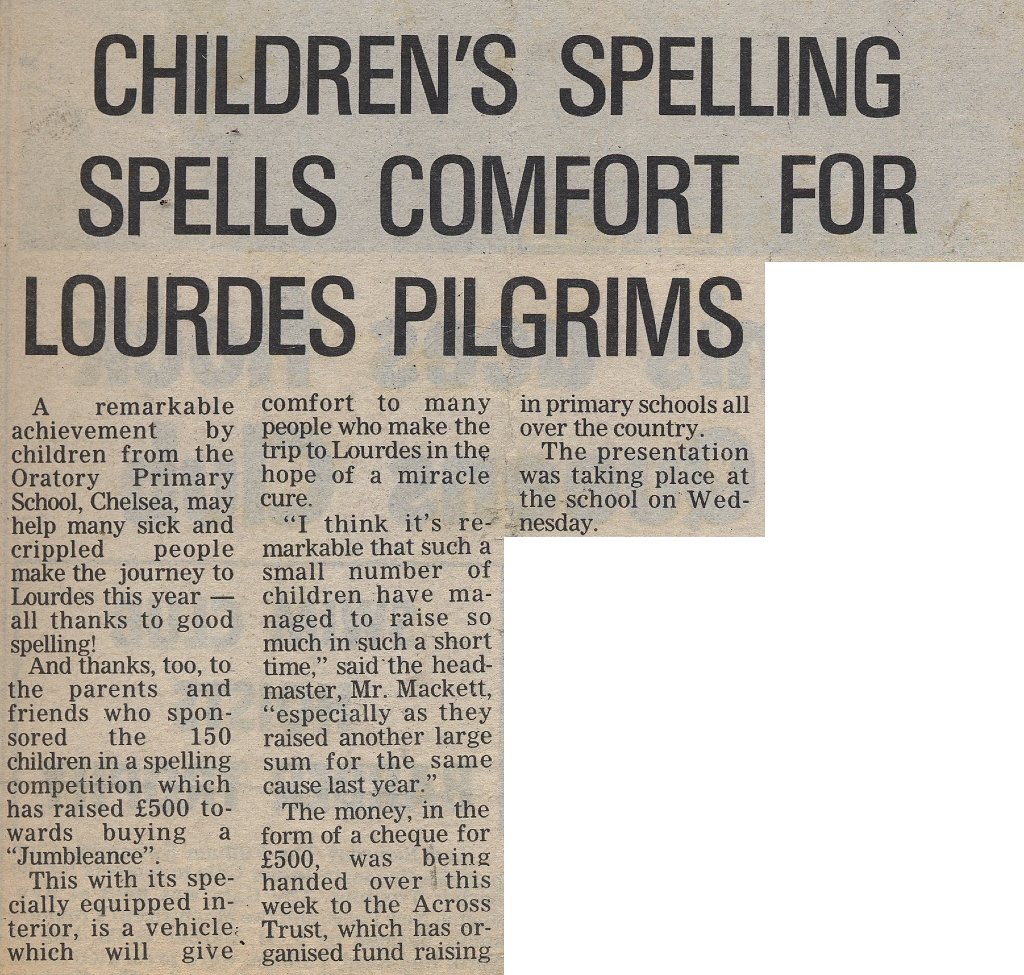 CHILDREN'S SPELLING
SPELLS COMFORT FOR
LOURDES PILGRIMS
A remarkable
achievement by
children from the
Oratory Primary
School, Chelsea, may
help many sick and
crippled people
make the journey to
Lourdes this year —
all thanks to good
spelling!
And thanks, too, to
the parents and
friends who spon-
sored the 150
children in a spelling
competition which
has raised £500 to-
wards buying a
"Jumbleance".
This with its spe-
cially equipped in-
terior, is a vehicle
which will give
comfort to many
people who make the
trip to Lourdes in the
hope of a miracle
cure.
"I think it's re-
markable that such a
small number of
children have ma-
naged to raise so
much in such a short
time," said the head-
master, Mr. Mackett,
"especially as they
raised another large
sum for the same
cause last year."
The money, in the
form of a cheque for
£500, was being
handed over this
week to the Across
Trust, which has or-
ganised fund raising
in primary schools all
over the country.
The presentation
was taking place at
the school on Wed-
nesday.